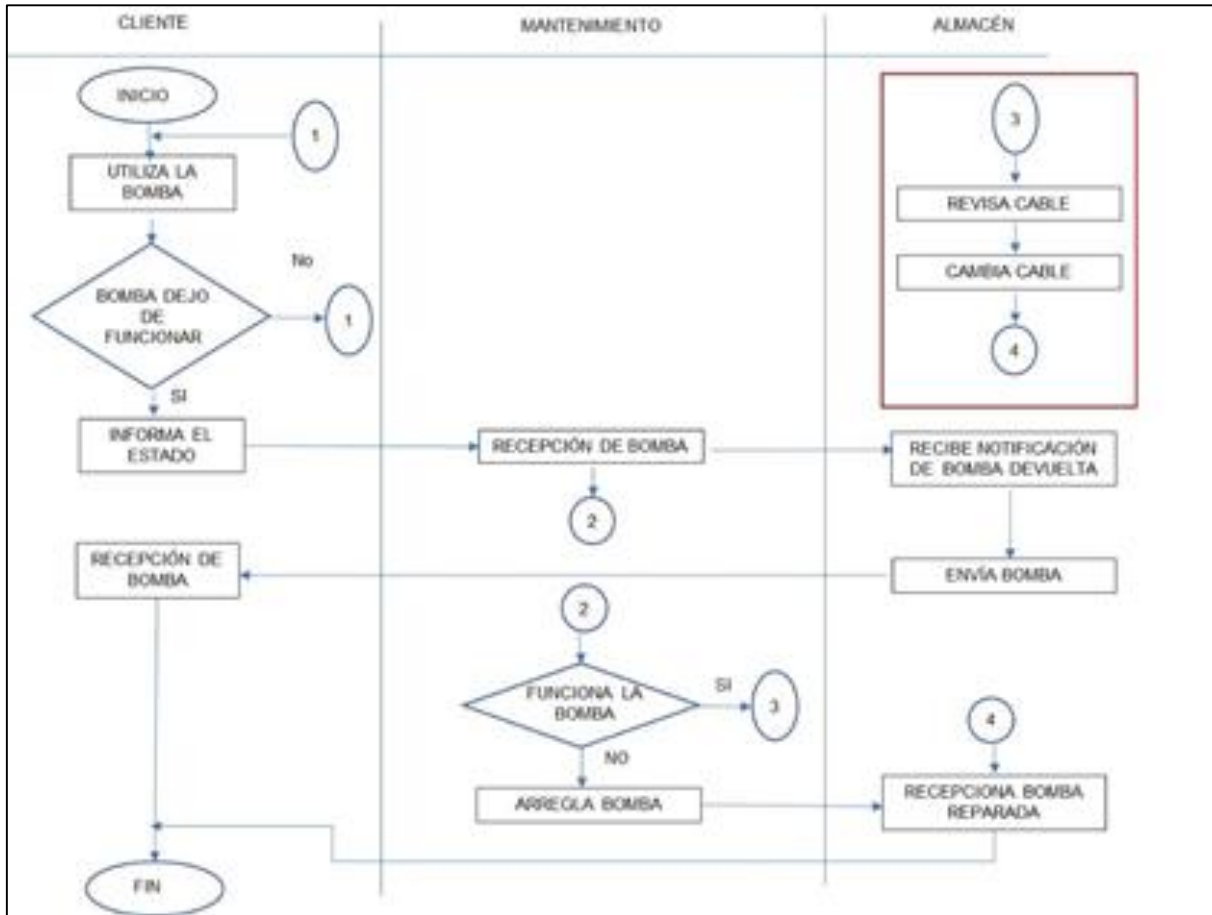 CLIENTE
MANTENIMIENTO
ALMACÉN
INICIO
1
3
UTILIZA LA
BOMBA
REVISA CABLE
No
CAMBIA CABLE
BOMBA DEJO
DE
FUNCIONAR
1
4
SI
INFORMA EL
ESTADO
RECEPCIÓN DE BOMBA
RECIBE NOTIFICACIÓN
DE BOMBA DEVUELTA
2
RECEPCIÓN DE
BOMBA
ENVÍA BOMBA
2
FUNCIONA LA
BOMBA
SI
3
4
NO
ARREGLA BOMBA
RECEPCIONA BOMBA
REPARADA
FIN